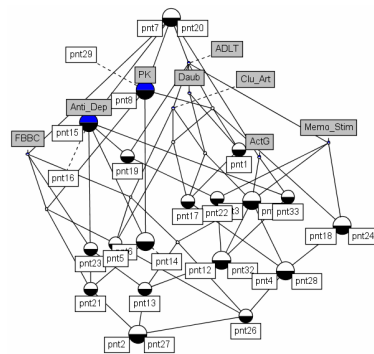 pnt7 pnt20
pnt29
ADLT
PK
Daub
Clu_Art
pnt8
Anti_Dep
pnt15
Memo_Stim
FBBC
ActG
pnt1
pnt16
pnt19
pnt17
pnt22
pnt33
pnt18
pnt24
pnt23
pnt5
pnt14
pnt12
pnt32
pnt4
pnt28
pnt21
pnt13
pnt26
pnt2
pnt27